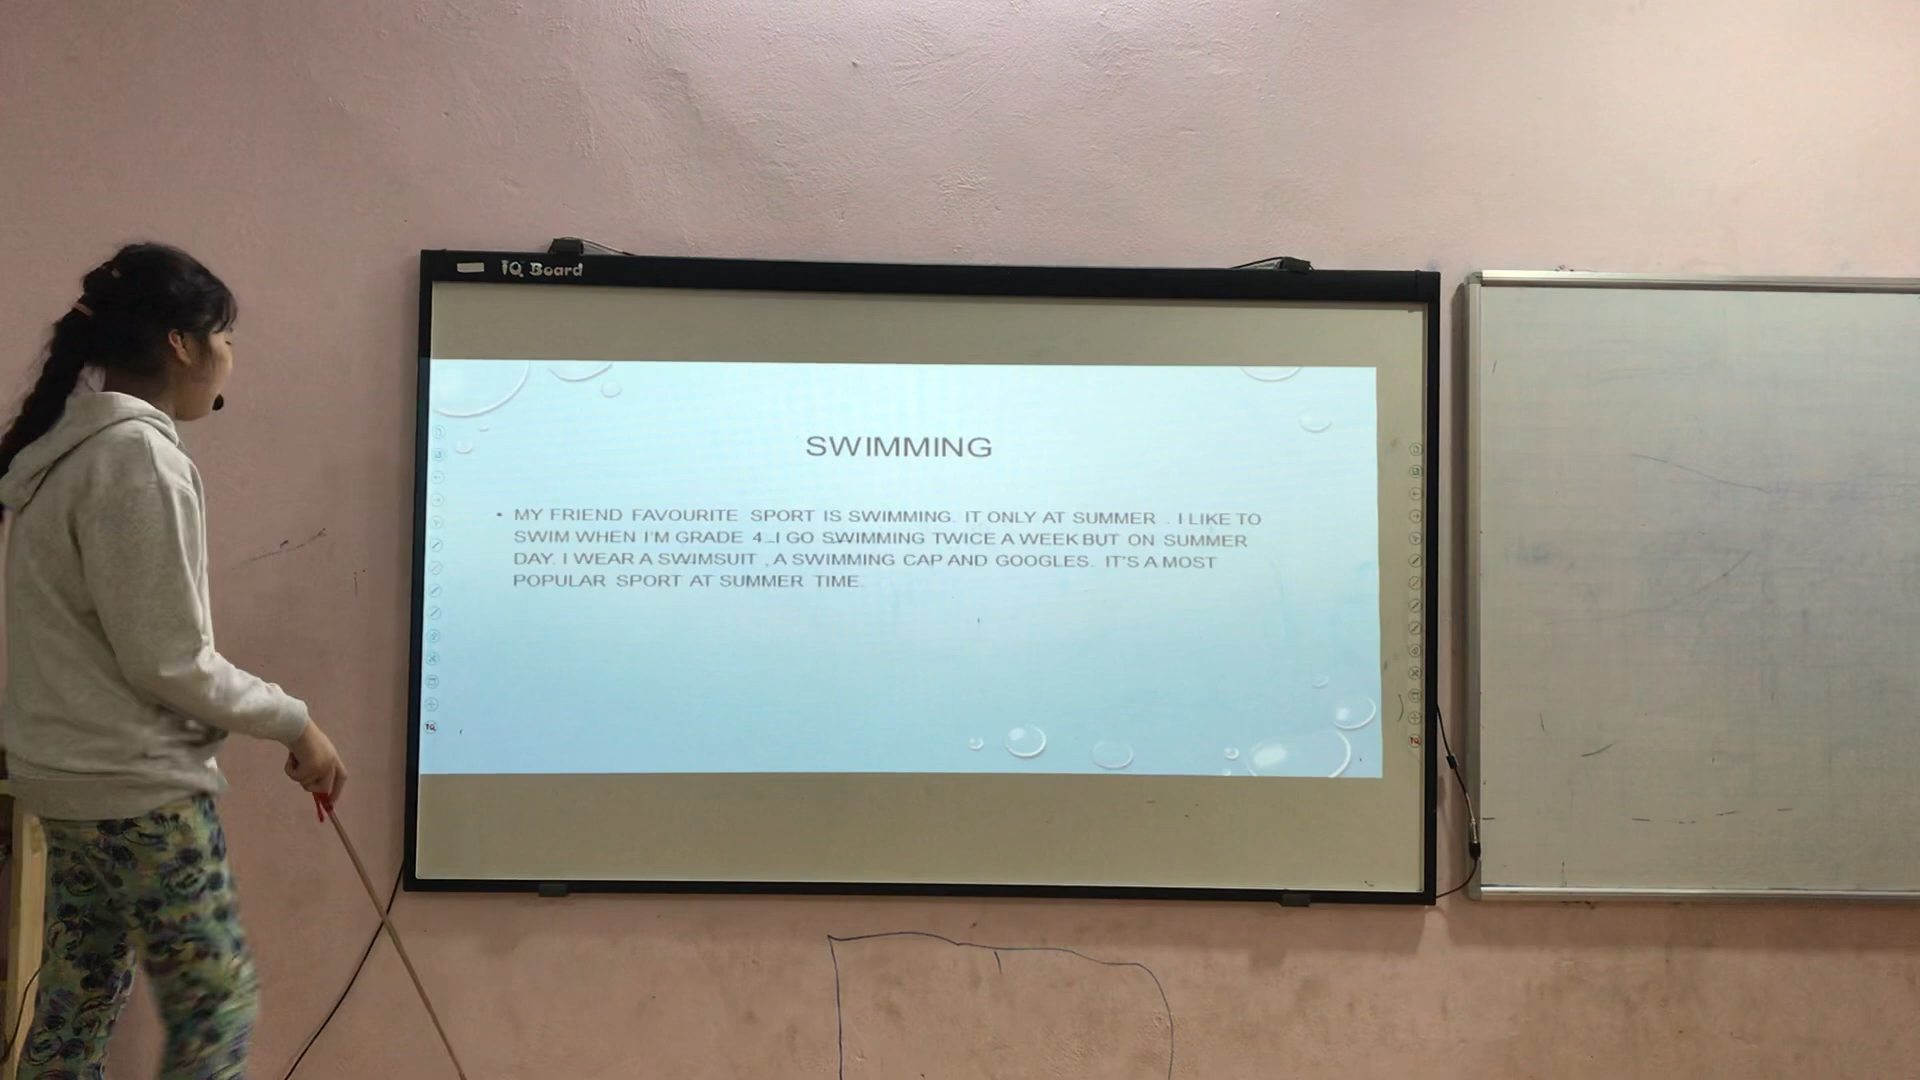 IQ Board
SWIMMING
• MY FRIEND FAVOURITE SPORT IS SWIMMING. IT ONLY AT SUMMER . I LIKE TO
SWIM WHEN I'M GRADE 4..I GO SWIMMING TWICE A WEEK BUT ON SUMMER
DAY. I WEAR A SWIMSUIT , A SWIMMING CAP AND GOOGLES. IT'S A MOST
POPULAR SPORT AT SUMMER TIME.